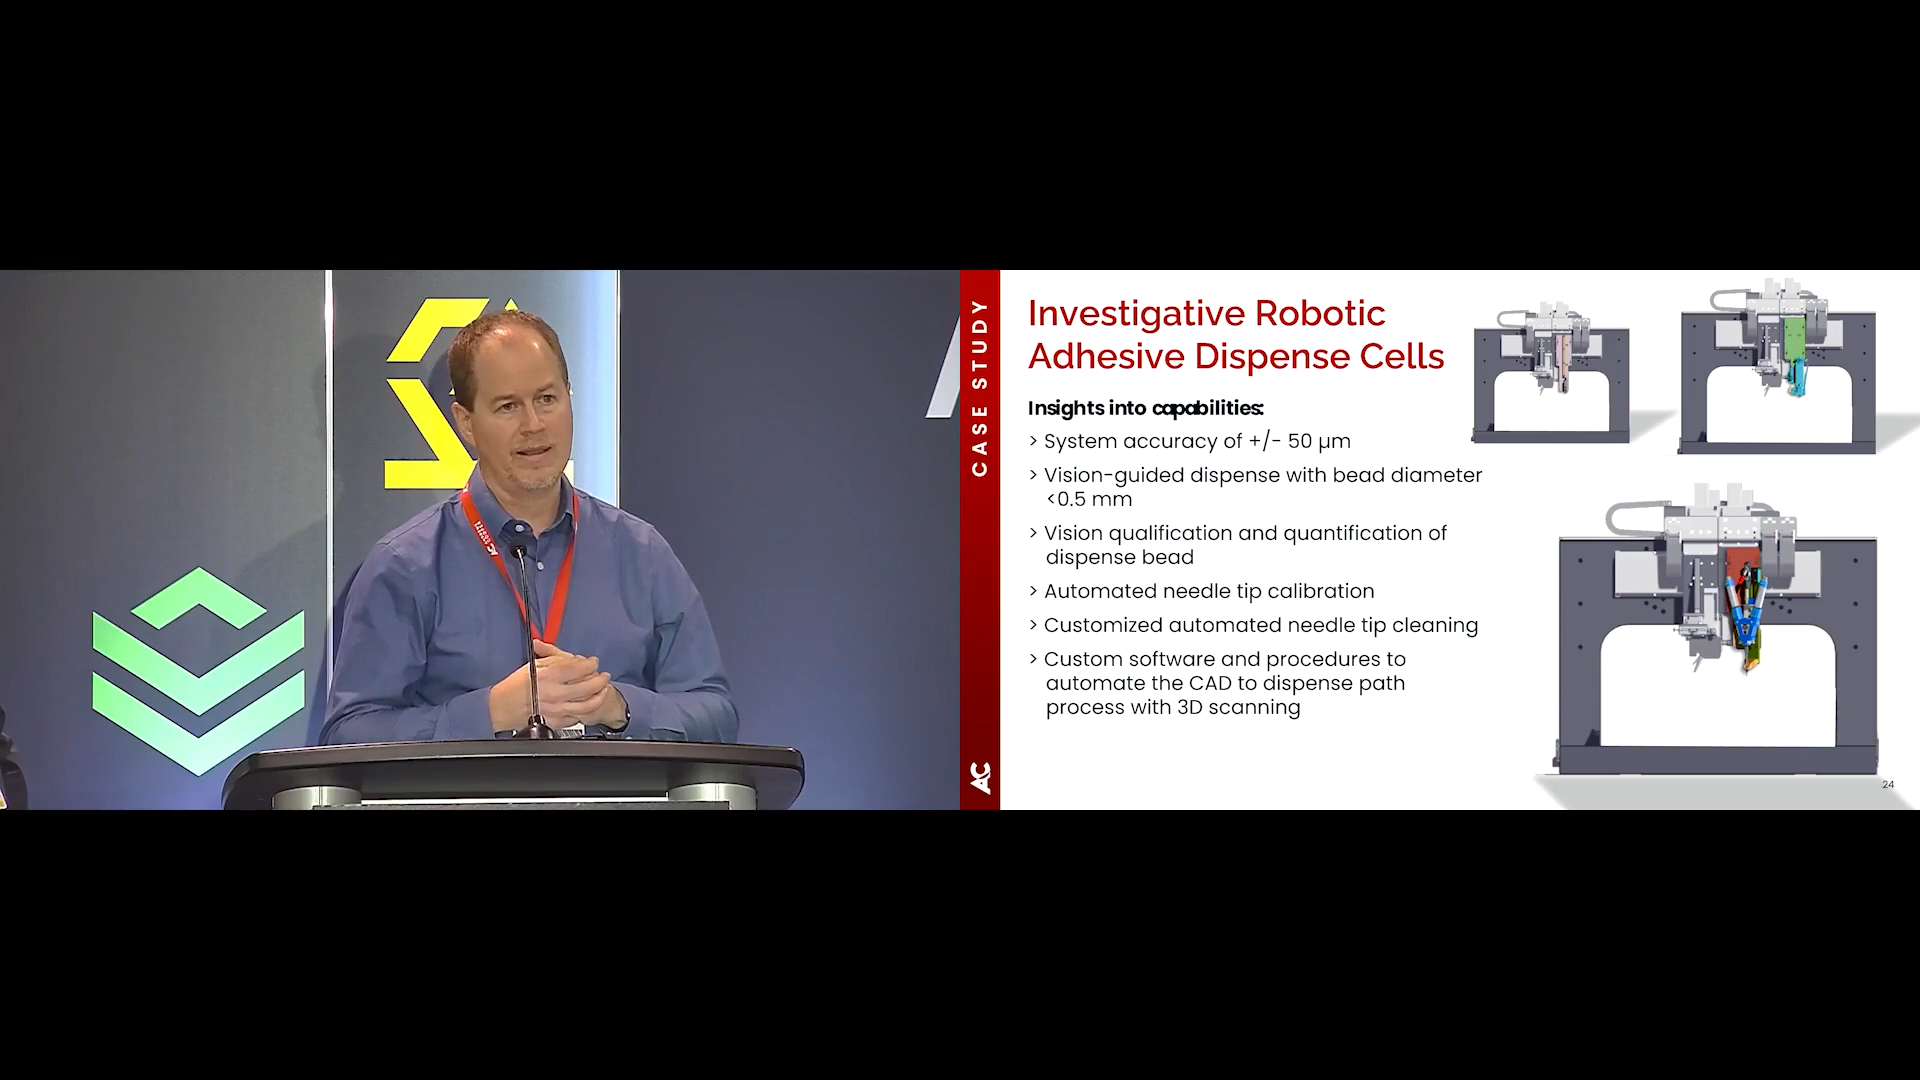 CASE STUDY
AC
Investigative Robotic
Adhesive Dispense Cells
Insights into capabilities:
> System accuracy of +/- 50 µm
> Vision-guided dispense with bead diameter
<0.5 mm
> Vision qualification and quantification of
dispense bead
> Automated needle tip calibration
> Customized automated needle tip cleaning
> Custom software and procedures to
automate the CAD to dispense path
process with 3D scanning
24